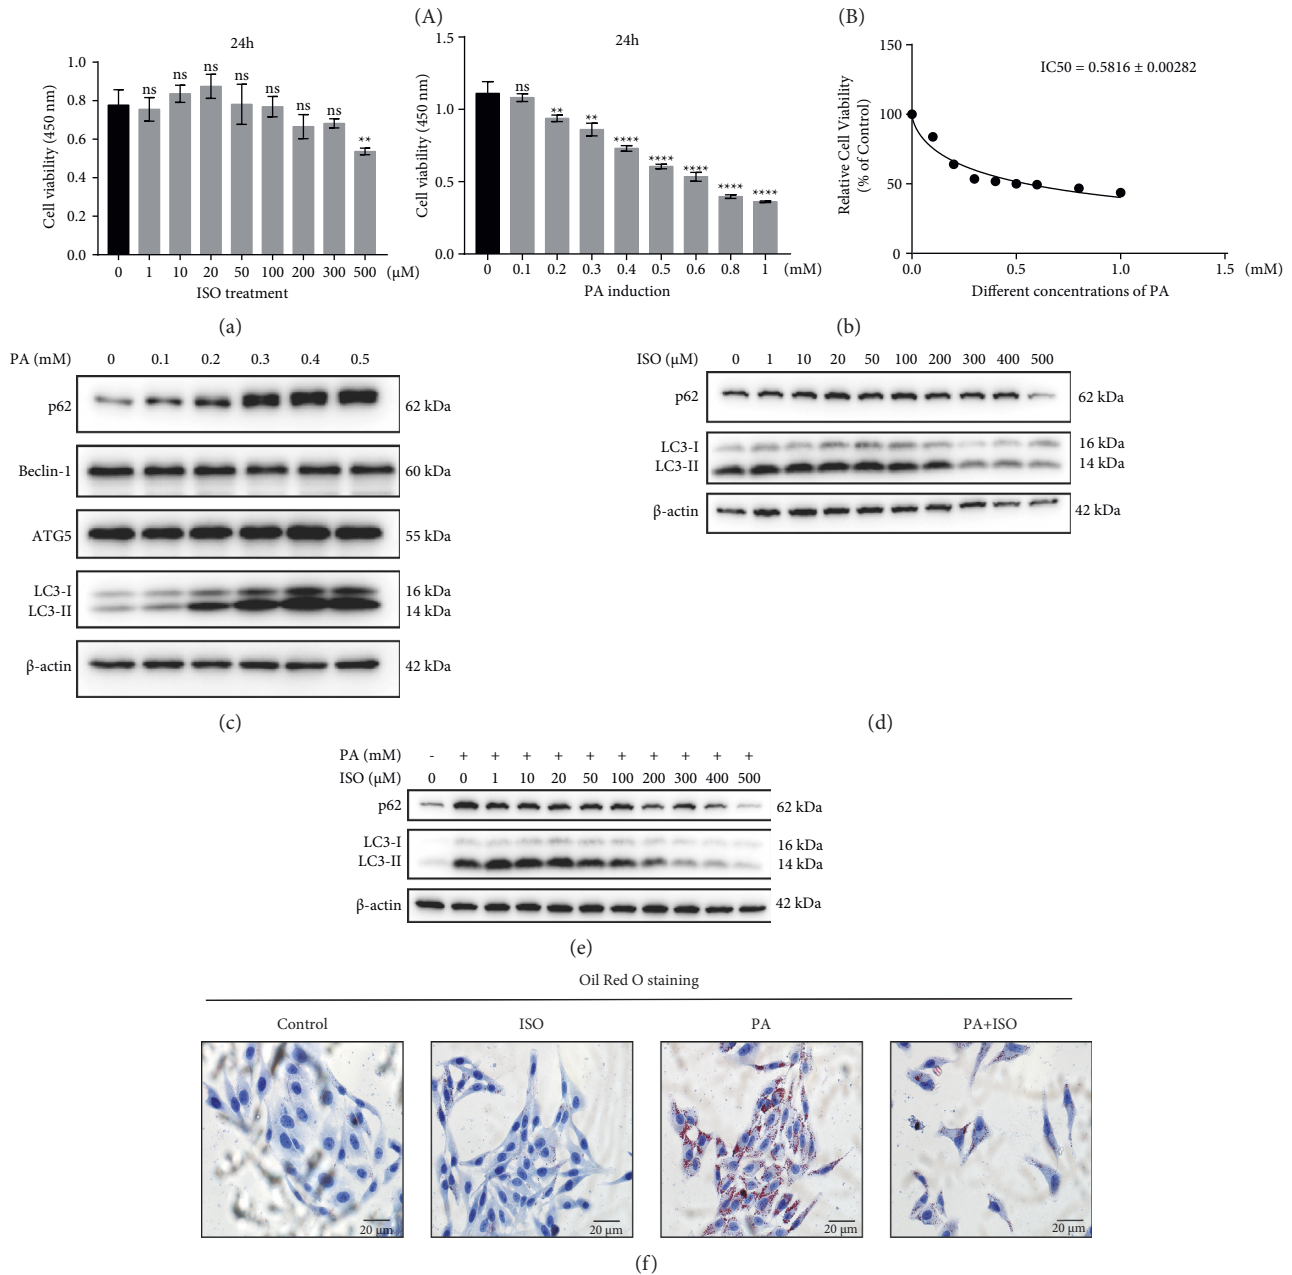 (A)
(B)
24h
Cell viability (450 nm)
1.0
0.8
0.6
0.4
0.2
0.0
ns
ns
ns
ns
ns
ns
ns
**
0 1 10 20 50 100 200 300 500 (μM)
ISO treatment
(a)
24h
Cell viability (450 nm)
1.5
1.0
0.5
0.0
ns
**
**
****
****
****
****
****
0 0.1 0.2 0.3 0.4 0.5 0.6 0.8 1 (mM)
PA induction
Relative Cell Viability
(% of Control)
150
100
50
0
IC50 = 0.5816 ± 0.00282
0.0 0.5 1.0 1.5 (mM)
Different concentrations of PA
(b)
PA (mM) 0 0.1 0.2 0.3 0.4 0.5
p62 62 kDa
Beclin-1 60 kDa
ATG5 55 kDa
LC3-I 16 kDa
LC3-II 14 kDa
β-actin 42 kDa
(c)
ISO (μM) 0 1 10 20 50 100 200 300 400 500
p62 62 kDa
LC3-I 16 kDa
LC3-II 14 kDa
β-actin 42 kDa
(d)
PA (mM) - + + + + + + + + + +
ISO (μM) 0 0 1 10 20 50 100 200 300 400 500
p62 62 kDa
LC3-I 16 kDa
LC3-II 14 kDa
β-actin 42 kDa
(e)
Oil Red O staining
Control ISO PA PA+ISO
20 μm 20 μm 20 μm 20 μm
(f)